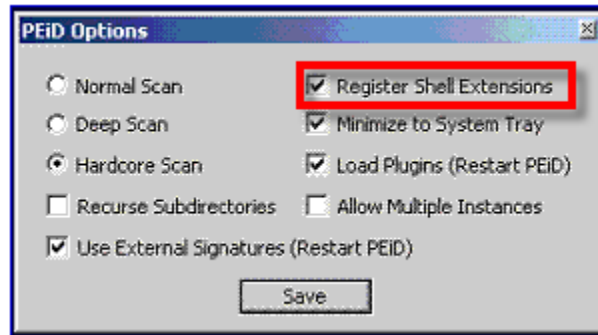 PEiD Options
Normal Scan
Register Shell Extensions
Deep Scan
Minimize to System Tray
Hardcore Scan
Load Plugins (Restart PEiD)
Recurse Subdirectories
Allow Multiple Instances
Use External Signatures (Restart PEiD)
Save